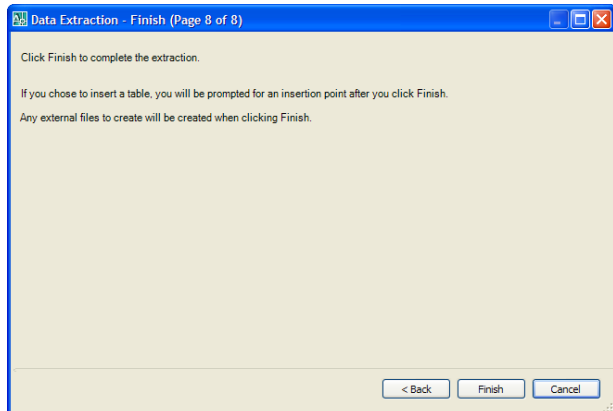 Data Extraction - Finish (Page 8 of 8)
Click Finish to complete the extraction.
If you chose to insert a table, you will be prompted for an insertion point after you click Finish.
Any external files to create will be created when clicking Finish.
< Back Finish Cancel